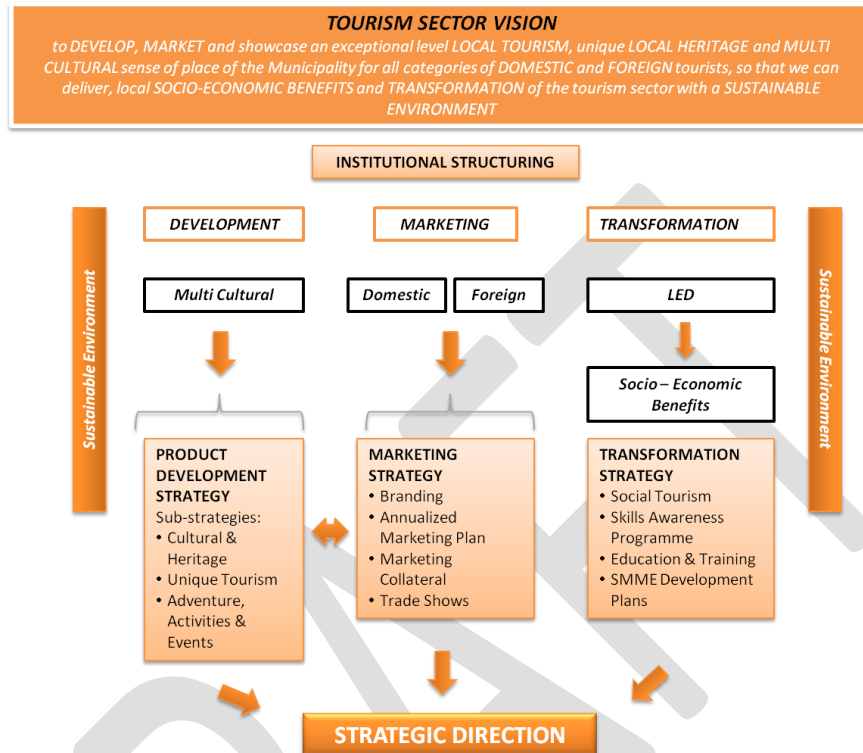 TOURISM SECTOR VISION
to DEVELOP, MARKET and showcase an exceptional level LOCAL TOURISM, unique LOCAL HERITAGE and MULTI
CULTURAL sense of place of the Municipality for all categories of DOMESTIC and FOREIGN tourists, so that we can
deliver, local SOCIO-ECONOMIC BENEFITS and TRANSFORMATION of the tourism sector with a SUSTAINABLE
ENVIRONMENT
INSTITUTIONAL STRUCTURING
Sustainable Environment
DEVELOPMENT
MARKETING
TRANSFORMATION
Sustainable Environment
Multi Cultural
Domestic
Foreign
LED
Socio – Economic
Benefits
PRODUCT
DEVELOPMENT
STRATEGY
Sub-strategies:
• Cultural &
Heritage
• Unique Tourism
• Adventure,
Activities &
Events
MARKETING
STRATEGY
• Branding
• Annualized
Marketing Plan
• Marketing
Collateral
• Trade Shows
TRANSFORMATION
STRATEGY
• Social Tourism
• Skills Awareness
Programme
• Education & Training
• SMME Development
Plans
STRATEGIC DIRECTION
DRAFT